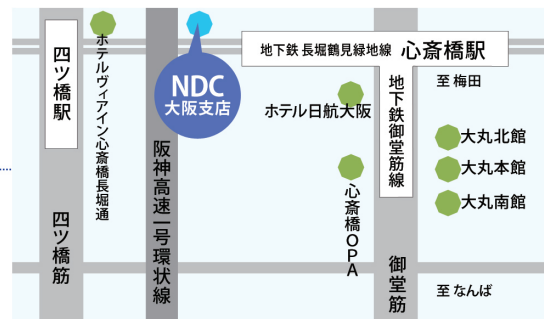 四ツ橋駅
四ツ橋筋
ホテルヴィアイン心斎橋長堀通
阪神高速一号環状線
NDC
大阪支店
地下鉄 長堀鶴見緑地線 心斎橋駅
ホテル日航大阪
心斎橋OPA
地下鉄御堂筋線
御堂筋
至 梅田
大丸北館
大丸本館
大丸南館
至 なんば